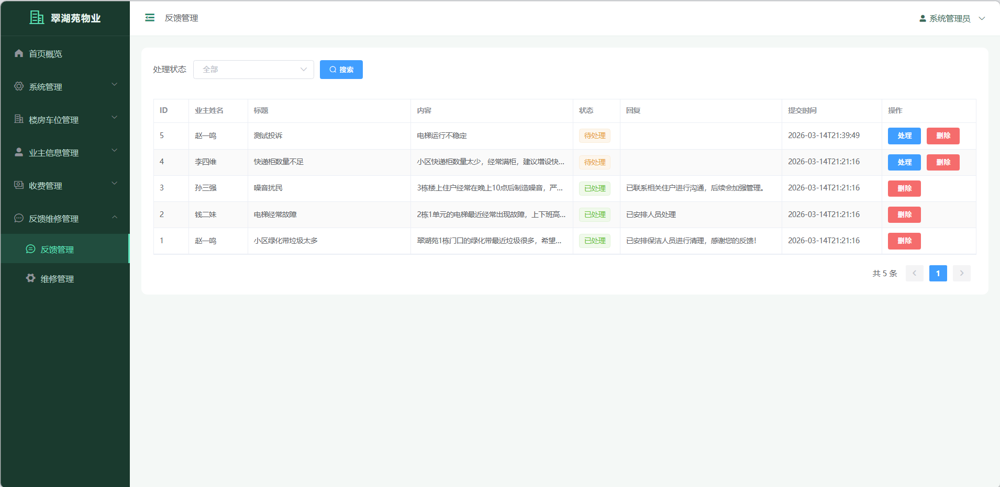 翠湖苑物业
反馈管理
系统管理员
首页概览
系统管理
楼房车位管理
业主信息管理
收费管理
反馈维修管理
反馈管理
维修管理
处理状态 全部 搜索
ID 业主姓名 标题 内容 状态 回复 提交时间 操作
5 赵一鸣 测试投诉 电梯运行不稳定 待处理 2026-03-14T21:39:49 处理 删除
4 李四维 快递柜数量不足 小区快递柜数量太少，经常满柜，建议增设快... 待处理 2026-03-14T21:21:16 处理 删除
3 孙三强 噪音扰民 3栋楼上住户经常在晚上10点后制造噪音，严... 已处理 已联系相关住户进行沟通，后续会加强管理。 2026-03-14T21:21:16 删除
2 钱二妹 电梯经常故障 2栋1单元的电梯最近经常出现故障，上下班高... 已处理 已安排人员处理 2026-03-14T21:21:16 删除
1 赵一鸣 小区绿化带垃圾太多 翠湖苑1栋门口的绿化带最近垃圾很多，希望... 已处理 已安排保洁人员进行清理，感谢您的反馈！ 2026-03-14T21:21:16 删除
共 5 条 1